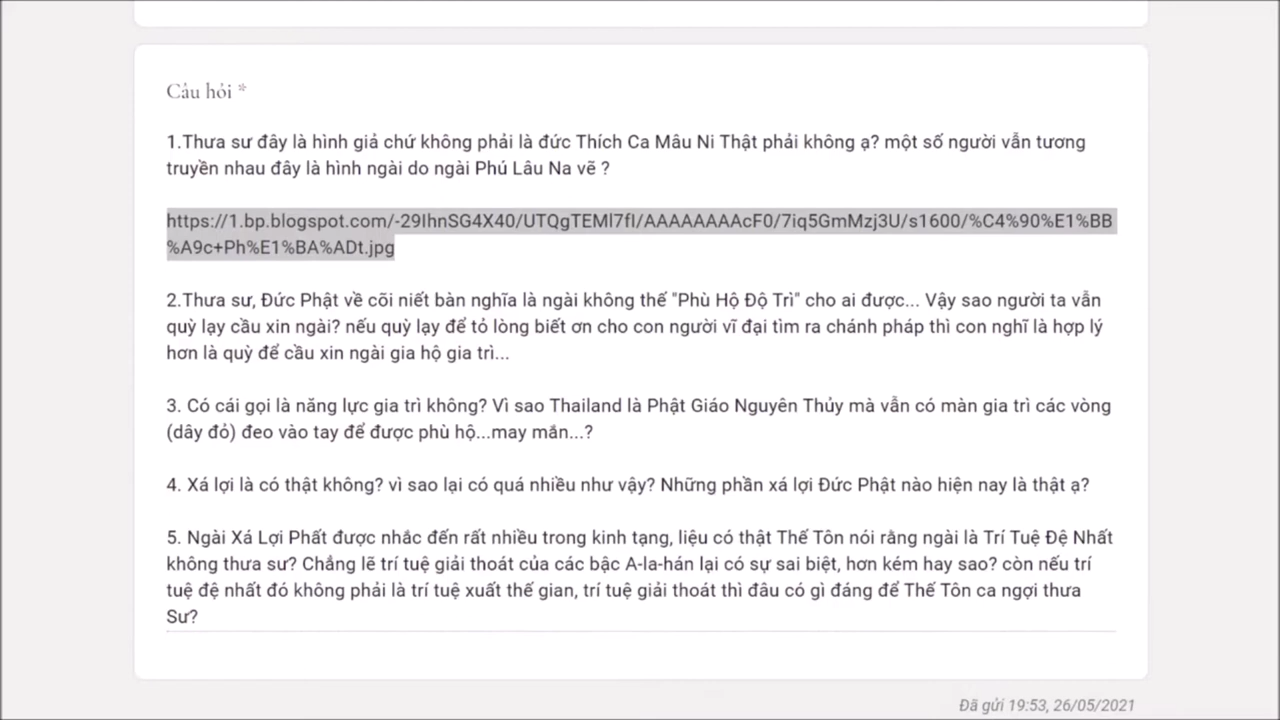 Câu hỏi *
1.Thưa sư đây là hình giả chứ không phải là đức Thích Ca Mâu Ni Thật phải không ạ? một số người vẫn tương
truyền nhau đây là hình ngài do ngài Phú Lâu Na vẽ ?
https://1.bp.blogspot.com/-29IhnSG4X40/UTQgTEMl7fI/AAAAAAAAcF0/7iq5GmMzj3U/s1600/%C4%90%E1%BB
%A9c+Ph%E1%BA%ADt.jpg
2.Thưa sư, Đức Phật về cõi niết bàn nghĩa là ngài không thể "Phù Hộ Độ Trì" cho ai được... Vậy sao người ta vẫn
quỳ lạy cầu xin ngài? nếu quỳ lạy để tỏ lòng biết ơn cho con người vĩ đại tìm ra chánh pháp thì con nghĩ là hợp lý
hơn là quỳ để cầu xin ngài gia hộ gia trì...
3. Có cái gọi là năng lực gia trì không? Vì sao Thailand là Phật Giáo Nguyên Thủy mà vẫn có màn gia trì các vòng
(dây đỏ) đeo vào tay để được phù hộ...may mắn...?
4. Xá lợi là có thật không? vì sao lại có quá nhiều như vậy? Những phần xá lợi Đức Phật nào hiện nay là thật ạ?
5. Ngài Xá Lợi Phất được nhắc đến rất nhiều trong kinh tạng, liệu có thật Thế Tôn nói rằng ngài là Trí Tuệ Đệ Nhất
không thưa sư? Chẳng lẽ trí tuệ giải thoát của các bậc A-la-hán lại có sự sai biệt, hơn kém hay sao? còn nếu trí
tuệ đệ nhất đó không phải là trí tuệ xuất thế gian, trí tuệ giải thoát thì đâu có gì đáng để Thế Tôn ca ngợi thưa
Sư?
Đã gửi 19:53, 26/05/2021